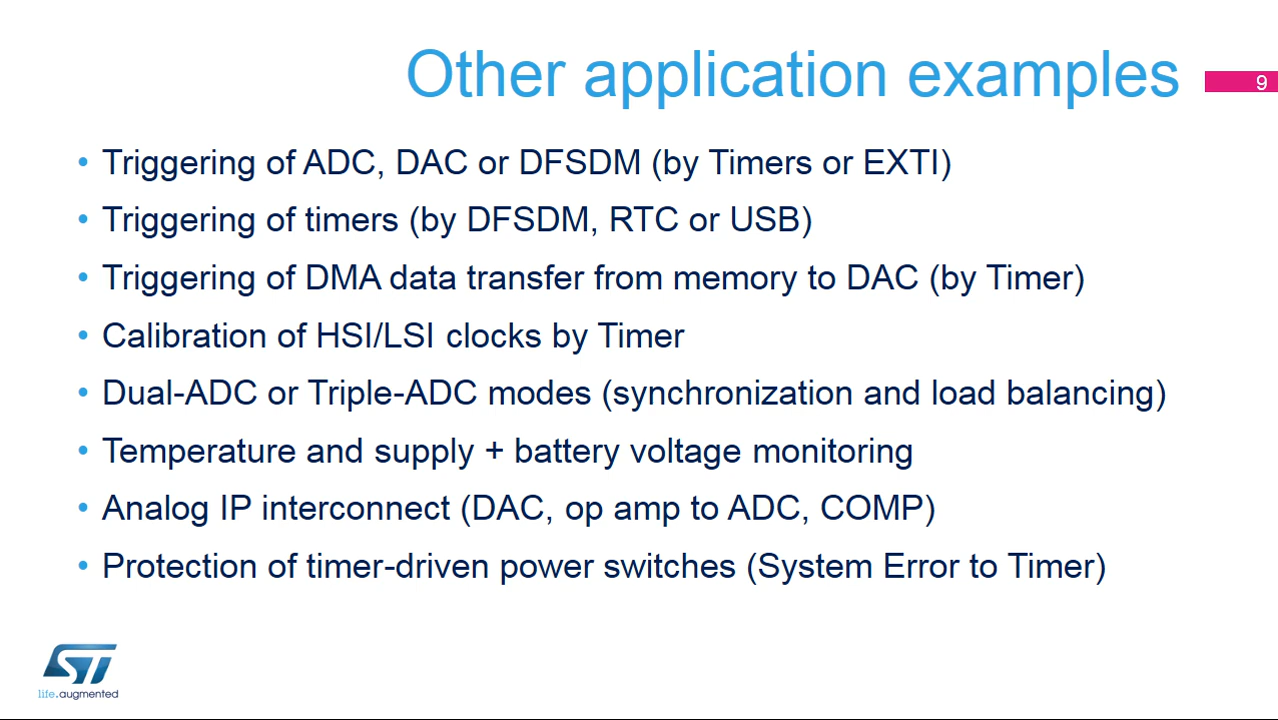 Other application examples
9
• Triggering of ADC, DAC or DFSDM (by Timers or EXTI)
• Triggering of timers (by DFSDM, RTC or USB)
• Triggering of DMA data transfer from memory to DAC (by Timer)
• Calibration of HSI/LSI clocks by Timer
• Dual-ADC or Triple-ADC modes (synchronization and load balancing)
• Temperature and supply + battery voltage monitoring
• Analog IP interconnect (DAC, op amp to ADC, COMP)
• Protection of timer-driven power switches (System Error to Timer)
ST
life.augmented